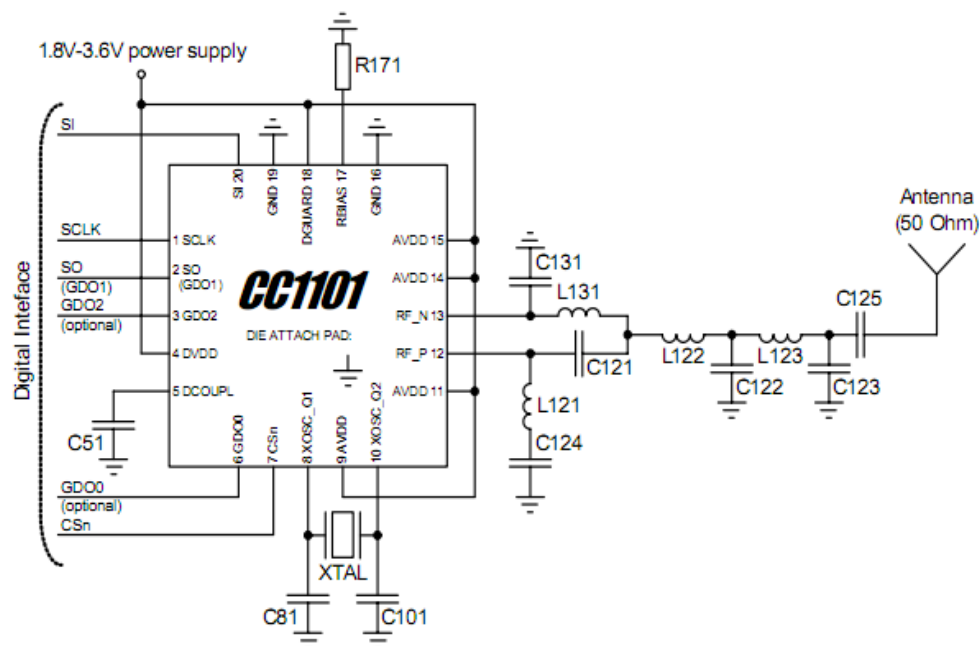 1.8V-3.6V power supply
R171
SI
SI 20
GND 19
DGUARD 18
RBIAS 17
GND 16
Antenna
(50 Ohm)
Digital Inteface
SCLK
1 SCLK
AVDD 15
SO
(GDO1)
2 SO
(GDO1)
CC1101
AVDD 14
C131
L131
GDO2
(optional)
3 GDO2
DIE ATTACH PAD:
RF_N 13
C125
4 DVDD
RF_P 12
C121
L122
C122
L123
C123
5 DCOUPL
AVDD 11
L121
C124
C51
6 GDO0
7 CSn
8 XOSC_Q1
9 AVDD
10 XOSC_Q2
GDO0
(optional)
CSn
XTAL
C81
C101